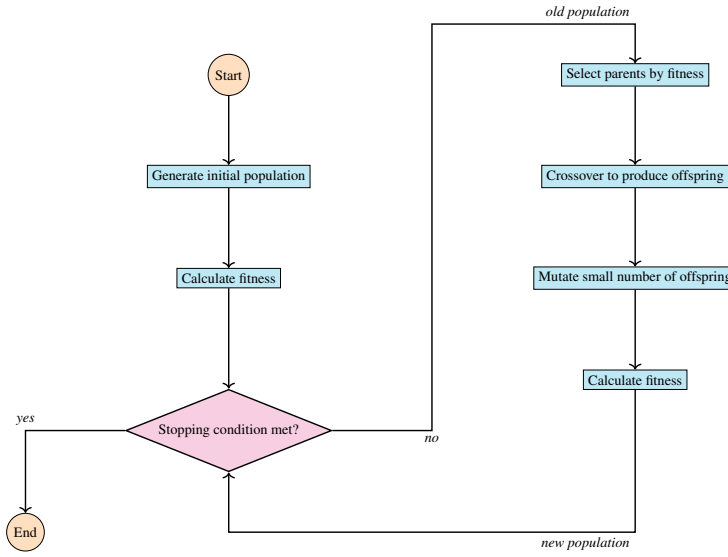 old population
Start
Select parents by fitness
Generate initial population
Crossover to produce offspring
Calculate fitness
Mutate small number of offspring
Calculate fitness
yes
Stopping condition met?
no
End
new population